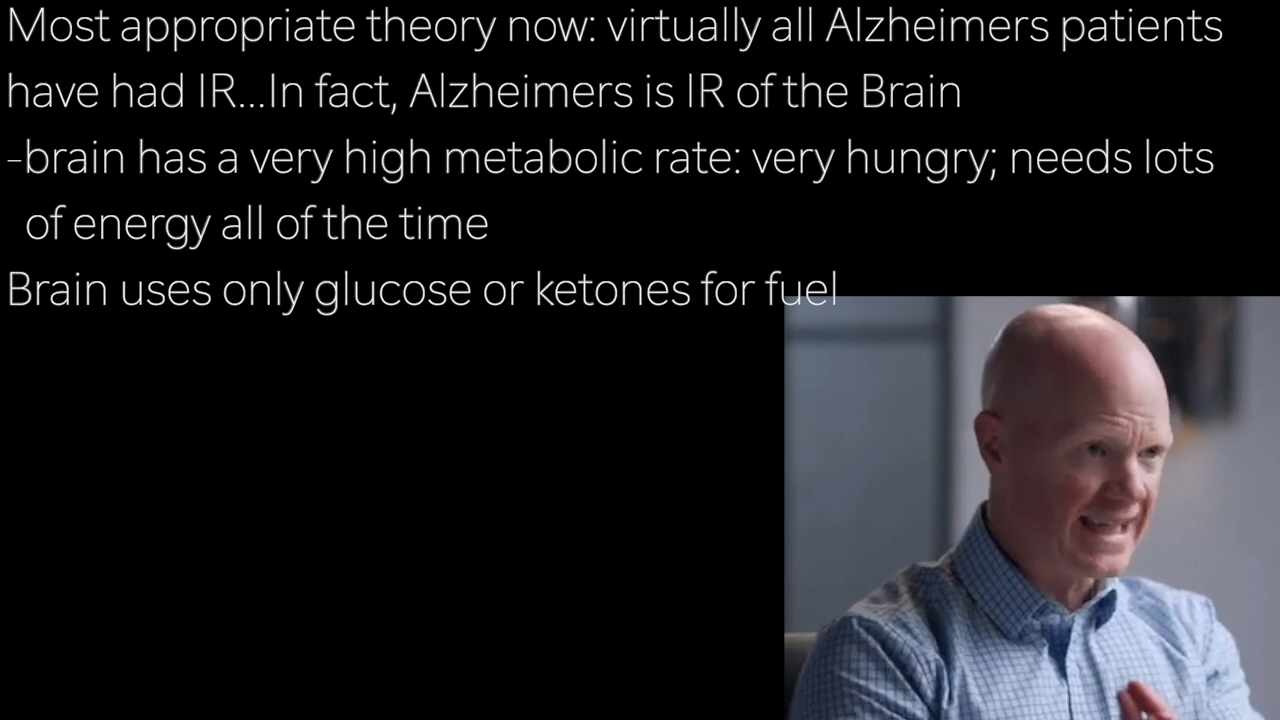 Most appropriate theory now: virtually all Alzheimers patients
have had IR...In fact, Alzheimers is IR of the Brain
-brain has a very high metabolic rate: very hungry; needs lots
of energy all of the time
Brain uses only glucose or ketones for fuel